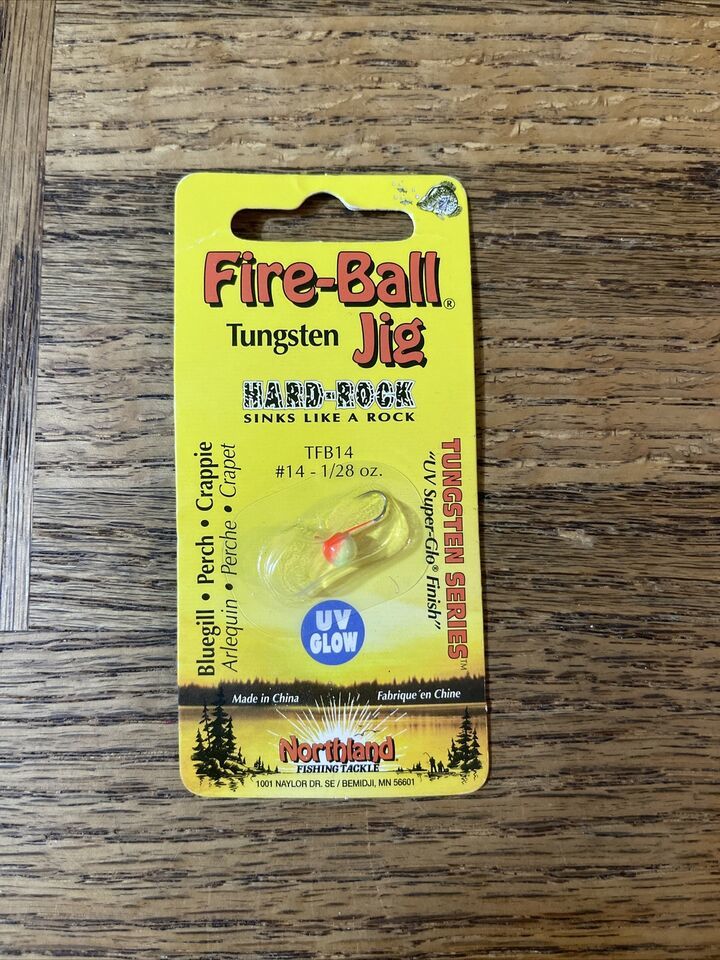 Fire-Ball®
Tungsten Jig
HARD-ROCK
SINKS LIKE A ROCK
TFB14
#14 - 1/28 oz.
Bluegill • Perch • Crappie
Arlequin • Perche • Crapet
TUNGSTEN SERIES™
"UV Super-Glo® Finish"
UV
GLOW
Made in China
Fabriqué en Chine
Northland
FISHING TACKLE
1001 NAYLOR DR. SE / BEMIDJI, MN 56601